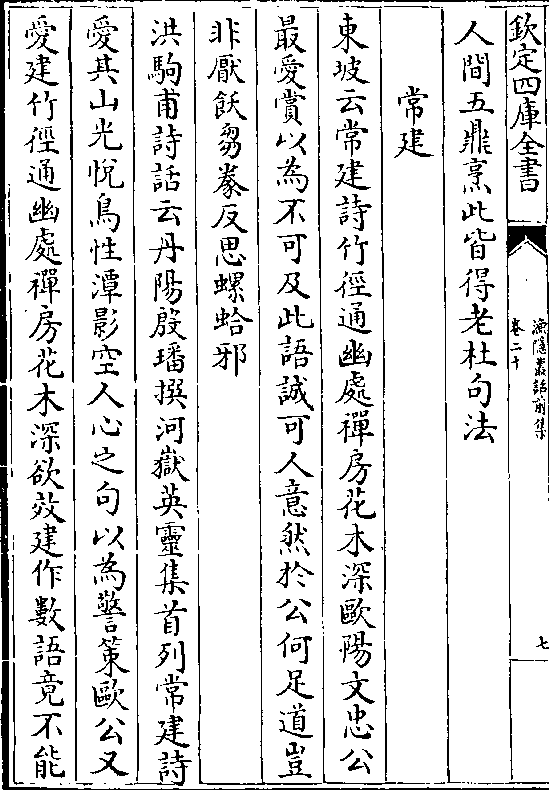 欽定四庫全書
漁隱叢話前集
卷二十
七
人間五鼎烹此皆得老杜句法
常建
東坡云常建詩竹徑通幽處禪房花木深歐陽文忠公
最愛賞以為不可及此語誠可人意然於公何足道豈
非厭飫芻豢反思螺蛤邪
洪駒甫詩話云丹陽殷璠撰河嶽英靈集首列常建詩
愛其山光悅鳥性潭影空人心之句以為警策歐公又
愛建竹徑通幽處禪房花木深欲效建作數語竟不能